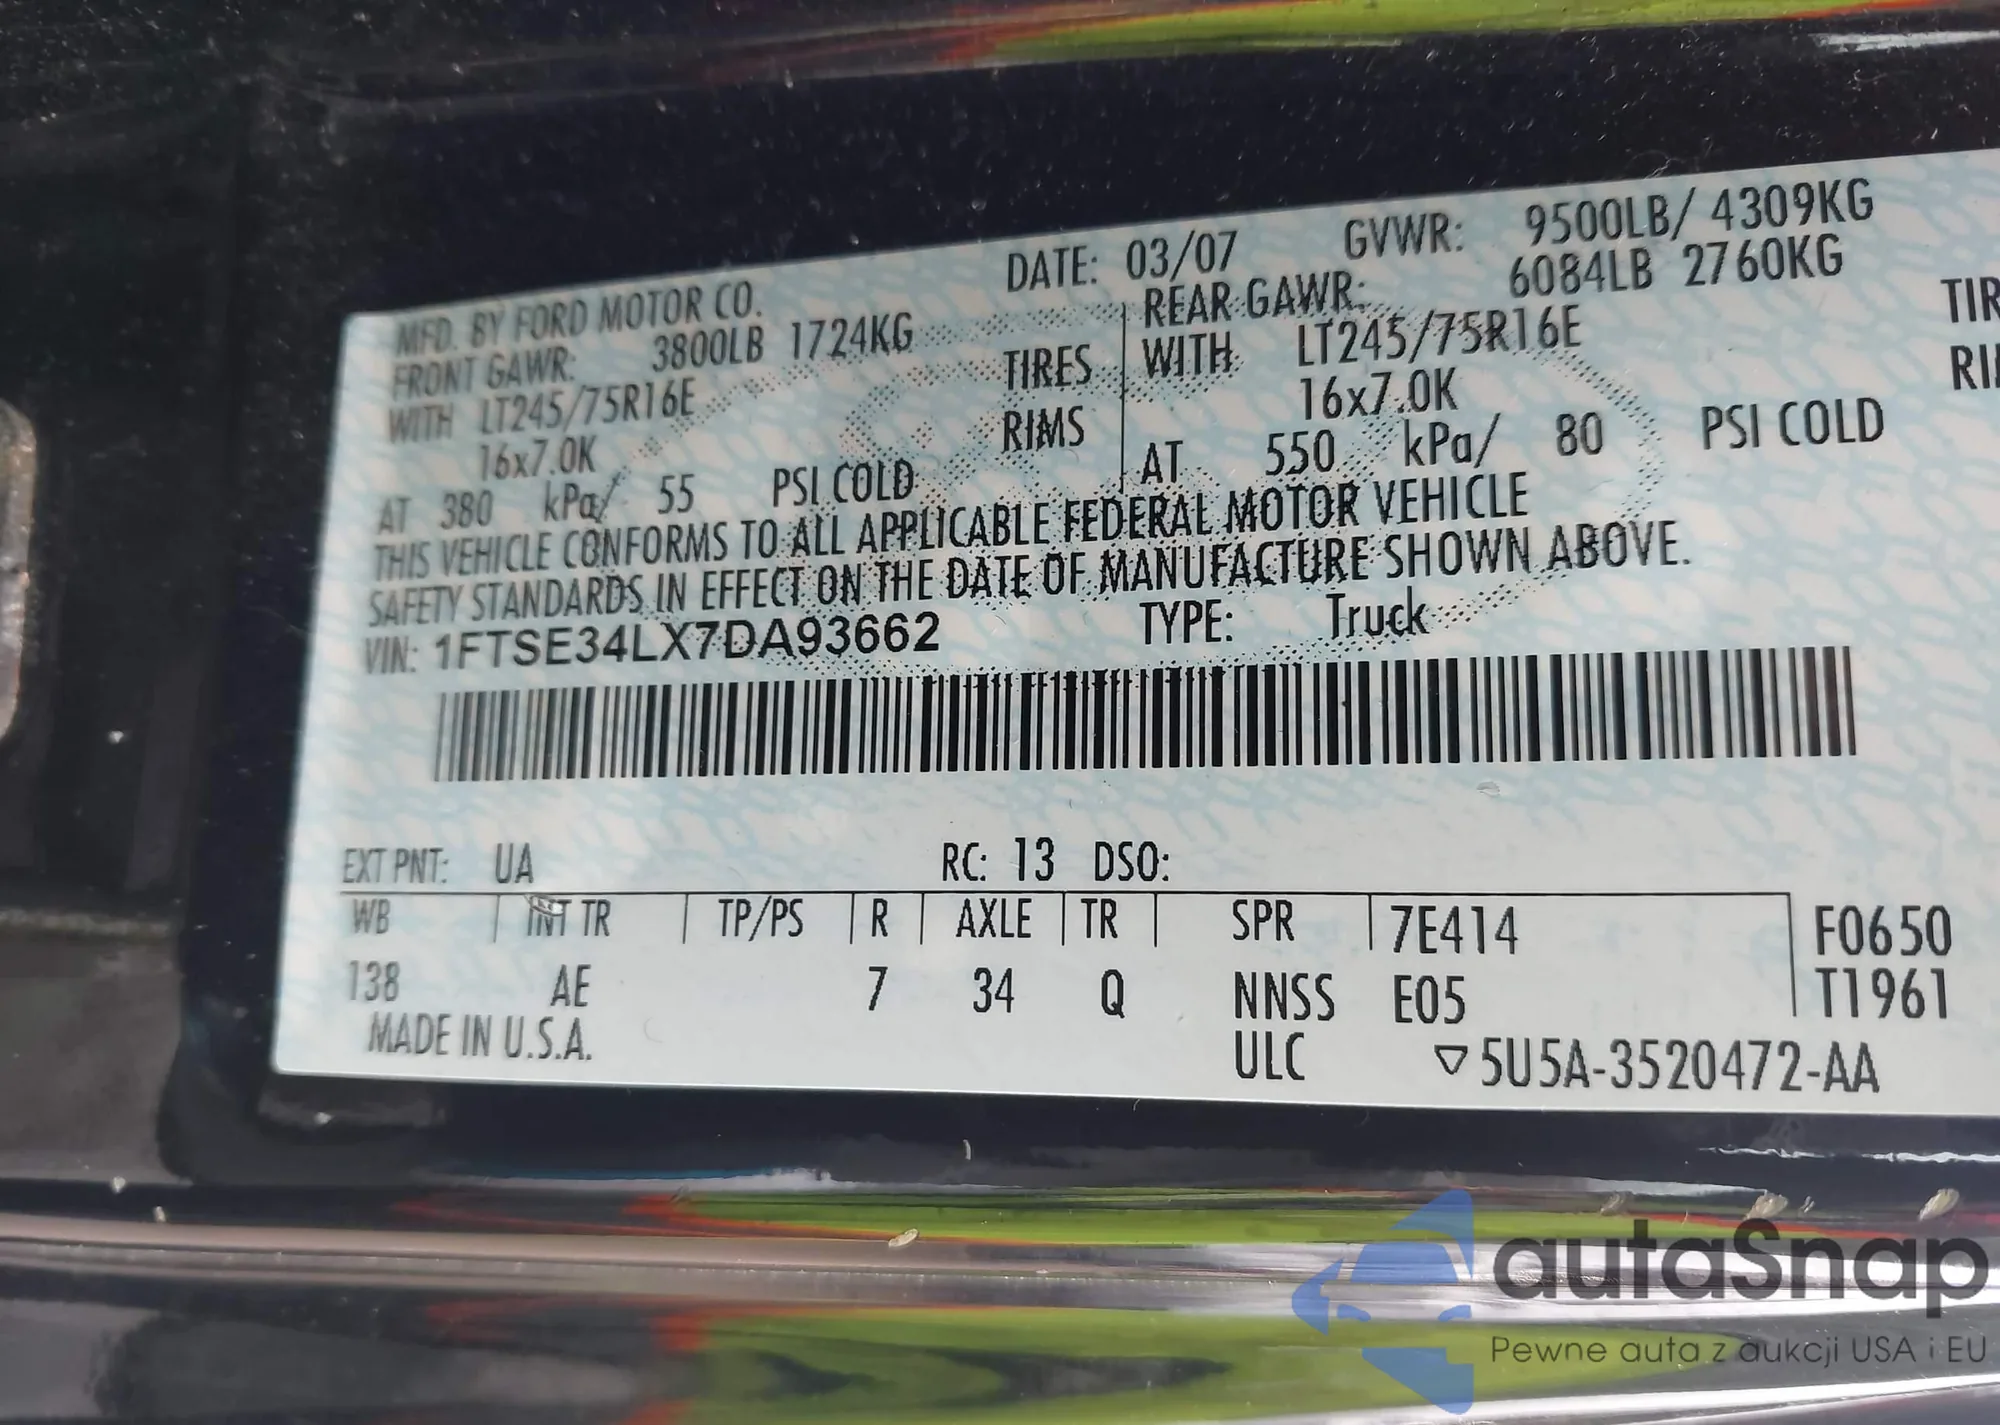 MFD. BY FORD MOTOR CO. DATE: 03/07 GVWR: 9500LB/ 4309KG
FRONT GAWR: 3800LB 1724KG REAR GAWR: 6084LB 2760KG
WITH LT245/75R16E TIRES WITH LT245/75R16E TIR
16x7.0K RIMS 16x7.0K
AT 380 kPa/ 55 PSI COLD AT 550 kPa/ 80 PSI COLD
THIS VEHICLE CONFORMS TO ALL APPLICABLE FEDERAL MOTOR VEHICLE
SAFETY STANDARDS IN EFFECT ON THE DATE OF MANUFACTURE SHOWN ABOVE.
VIN: 1FTSE34LX7DA93662 TYPE: Truck
EXT PNT: UA RC: 13 DSO:
WB INT TR TP/PS R AXLE TR SPR 7E414 F0650
138 AE 7 34 Q NNSS E05 T1961
MADE IN U.S.A. ULC ▽5U5A-3520472-AA
autaSnap
Pewne auta z aukcji USA i EU